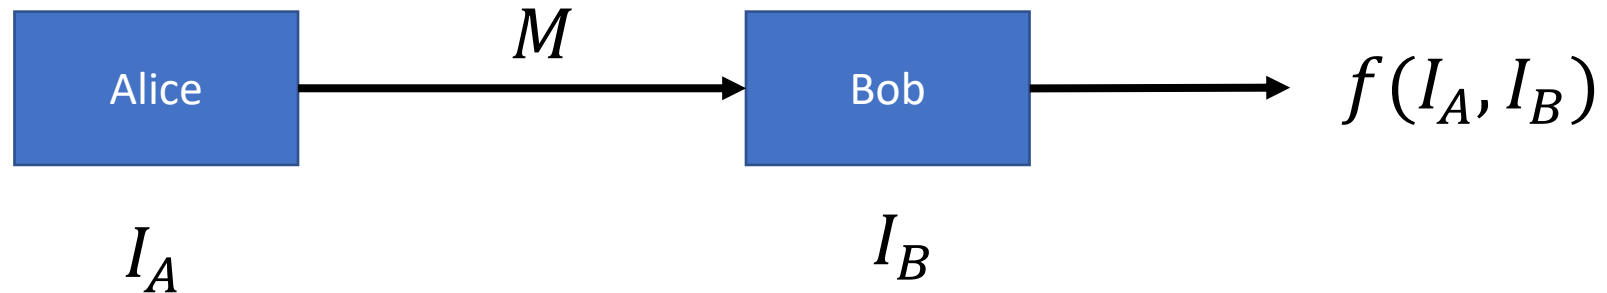 M
Alice
Bob
f(I_A, I_B)
I_A
I_B